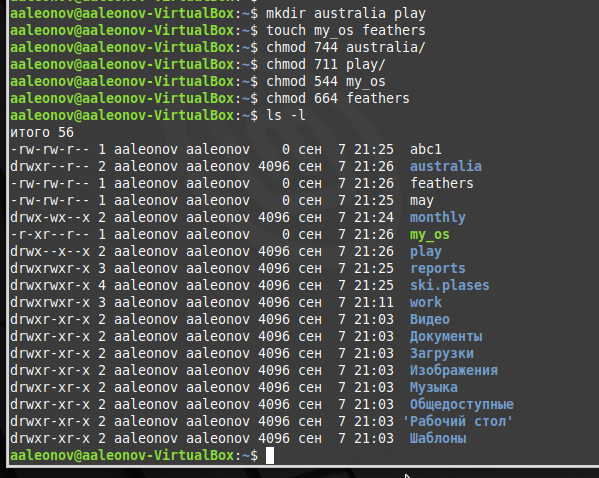 aaleonov@aaleonov-VirtualBox:~$ mkdir australia play
aaleonov@aaleonov-VirtualBox:~$ touch my_os feathers
aaleonov@aaleonov-VirtualBox:~$ chmod 744 australia/
aaleonov@aaleonov-VirtualBox:~$ chmod 711 play/
aaleonov@aaleonov-VirtualBox:~$ chmod 544 my_os
aaleonov@aaleonov-VirtualBox:~$ chmod 664 feathers
aaleonov@aaleonov-VirtualBox:~$ ls -l
итого 56
-rw-rw-r-- 1 aaleonov aaleonov    0 сен  7 21:25  abc1
drwxr--r-- 2 aaleonov aaleonov 4096 сен  7 21:26  australia
-rw-rw-r-- 1 aaleonov aaleonov    0 сен  7 21:26  feathers
-rw-rw-r-- 1 aaleonov aaleonov    0 сен  7 21:25  may
drwx-wx--x 2 aaleonov aaleonov 4096 сен  7 21:24  monthly
-r-xr--r-- 1 aaleonov aaleonov    0 сен  7 21:26  my_os
drwx--x--x 2 aaleonov aaleonov 4096 сен  7 21:26  play
drwxrwxr-x 3 aaleonov aaleonov 4096 сен  7 21:25  reports
drwxrwxr-x 4 aaleonov aaleonov 4096 сен  7 21:25  ski.plases
drwxrwxr-x 3 aaleonov aaleonov 4096 сен  7 21:11  work
drwxr-xr-x 2 aaleonov aaleonov 4096 сен  7 21:03  Видео
drwxr-xr-x 2 aaleonov aaleonov 4096 сен  7 21:03  Документы
drwxr-xr-x 2 aaleonov aaleonov 4096 сен  7 21:03  Загрузки
drwxr-xr-x 2 aaleonov aaleonov 4096 сен  7 21:03  Изображения
drwxr-xr-x 2 aaleonov aaleonov 4096 сен  7 21:03  Музыка
drwxr-xr-x 2 aaleonov aaleonov 4096 сен  7 21:03  Общедоступные
drwxr-xr-x 2 aaleonov aaleonov 4096 сен  7 21:03 'Рабочий стол'
drwxr-xr-x 2 aaleonov aaleonov 4096 сен  7 21:03  Шаблоны
aaleonov@aaleonov-VirtualBox:~$